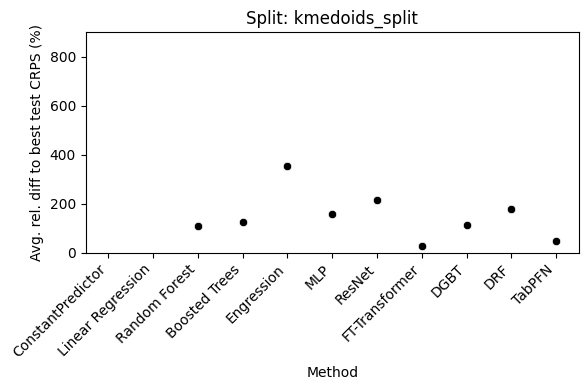 Split: kmedoids_split
Avg. rel. diff to best test CRPS (%)
800
600
400
200
0
ConstantPredictor
Linear Regression
Random Forest
Boosted Trees
Engression
MLP
ResNet
FT-Transformer
DGBT
DRF
TabPFN
Method